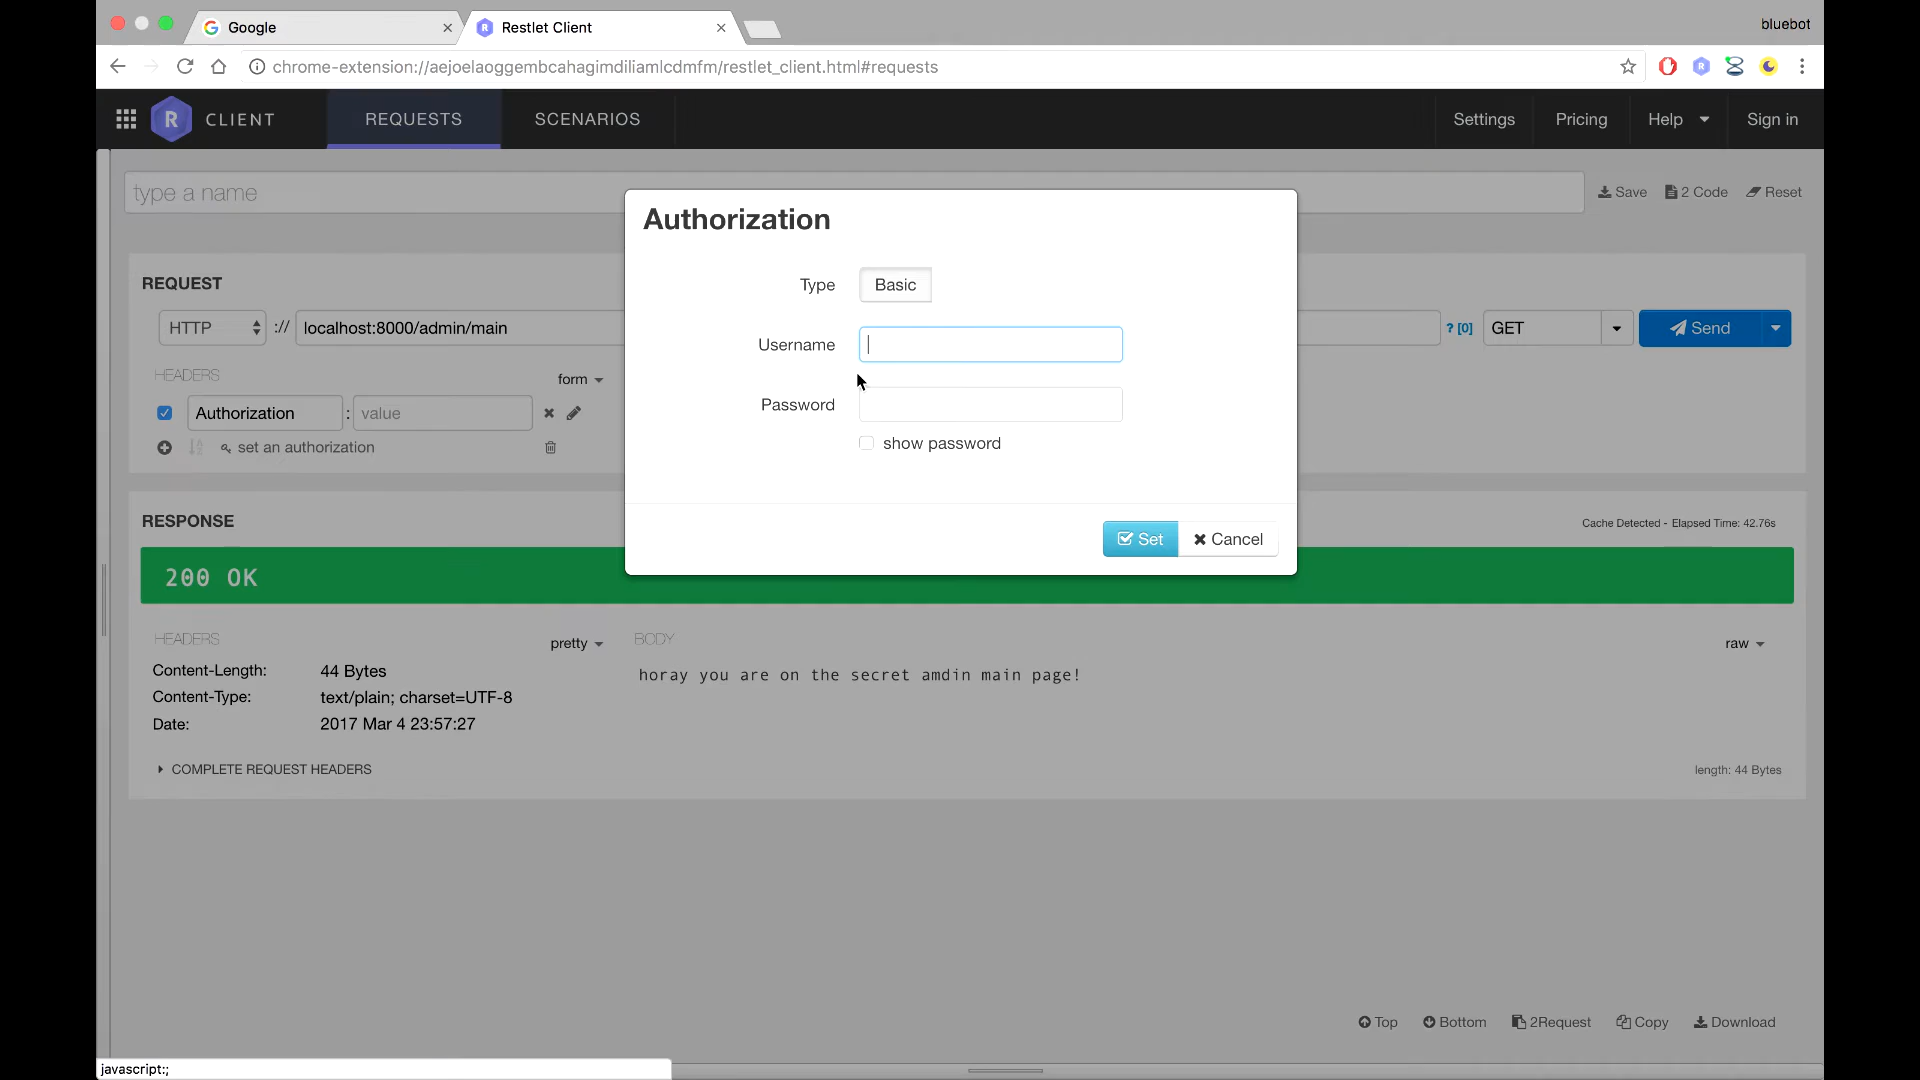 Google
Restlet Client
bluebot
chrome-extension://aejoelaoggembcahagimdiliamlcdmfm/restlet_client.html#requests
R CLIENT
REQUESTS
SCENARIOS
Settings
Pricing
Help
Sign in
type a name
Save
2 Code
Reset
Authorization
Type Basic
Username
Password
show password
Set
Cancel
REQUEST
HTTP :// localhost:8000/admin/main
? [0]
GET
Send
HEADERS
form
Authorization : value
set an authorization
RESPONSE
Cache Detected - Elapsed Time: 42.76s
200 OK
HEADERS
pretty
Content-Length: 44 Bytes
Content-Type: text/plain; charset=UTF-8
Date: 2017 Mar 4 23:57:27
COMPLETE REQUEST HEADERS
BODY
raw
horay you are on the secret amdin main page!
length: 44 Bytes
Top
Bottom
2Request
Copy
Download
javascript:;